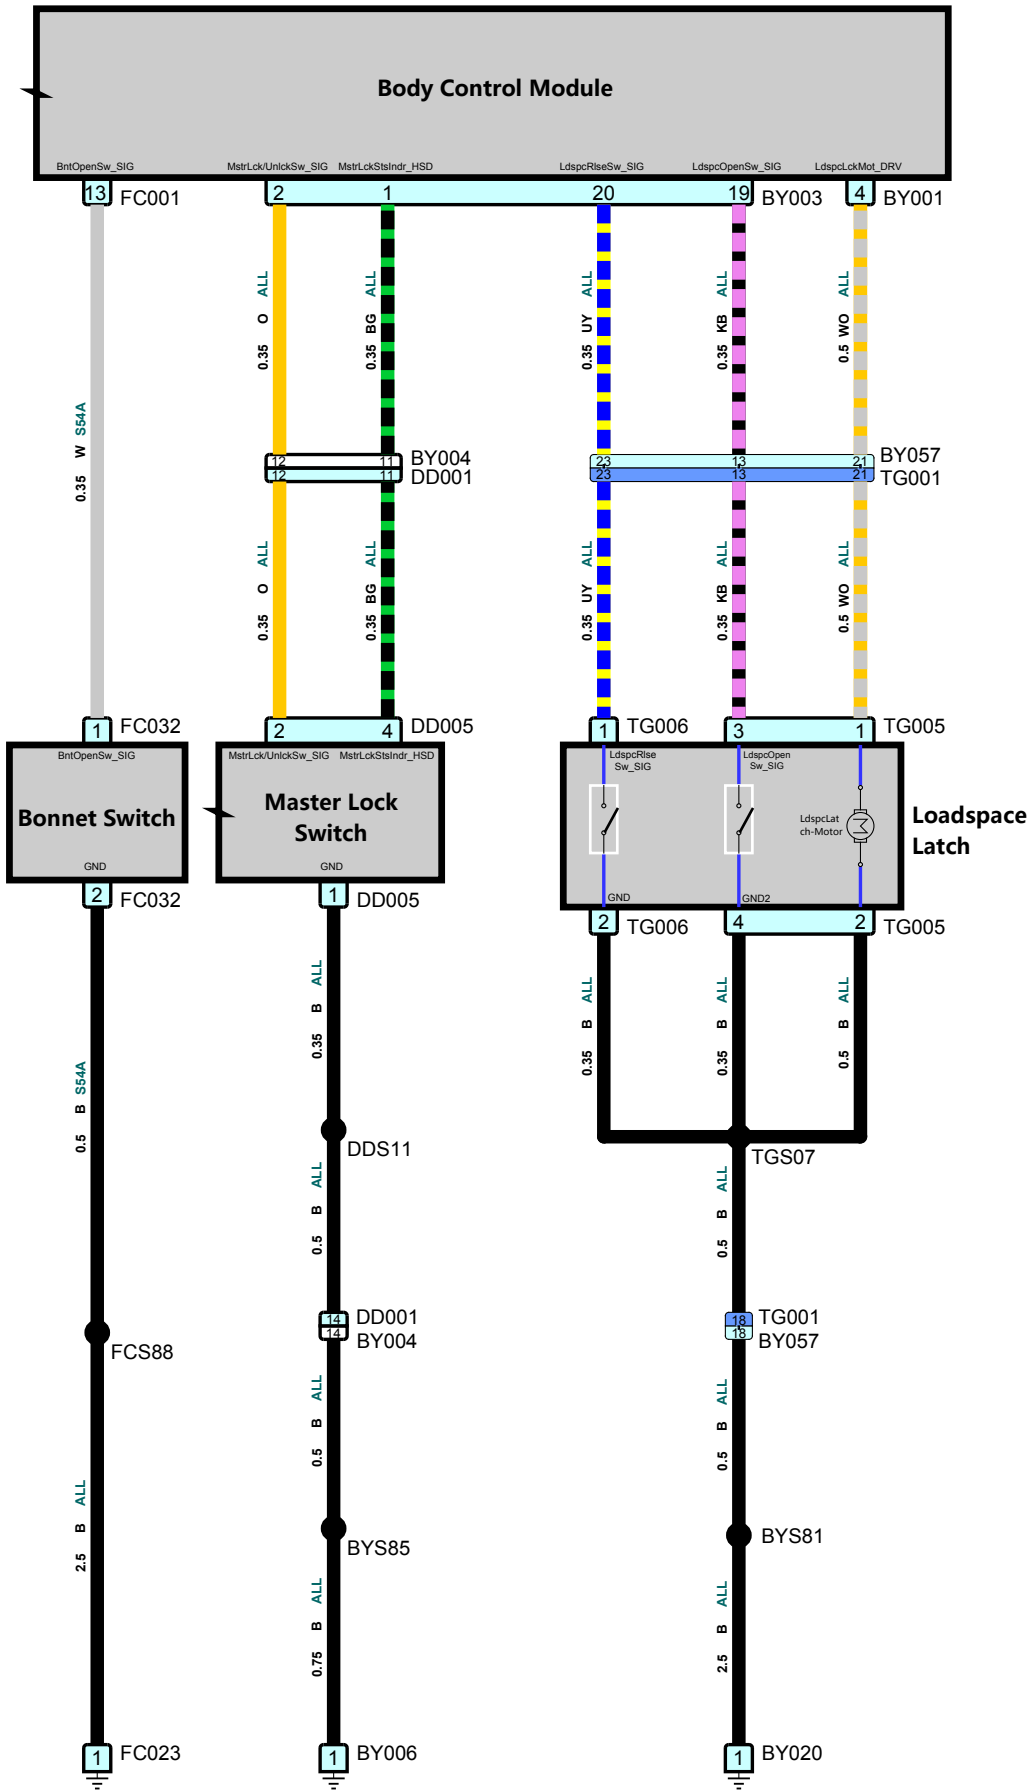 Body Control Module
BntOpenSw_SIG
MstrLck/UnlckSw_SIG
MstrLckStsIndr_HSD
LdspcRlseSw_SIG
LdspcOpenSw_SIG
LdspcLckMot_DRV
13
FC001
2
1
20
19
BY003
4
BY001
0.35 W S54A
0.35 O ALL
0.35 BG ALL
0.35 UY ALL
0.35 KB ALL
0.5 WO ALL
12
11
BY004
12
11
DD001
23
13
21
BY057
23
13
21
TG001
0.35 O ALL
0.35 BG ALL
0.35 UY ALL
0.35 KB ALL
0.5 WO ALL
1
FC032
2
4
DD005
1
TG006
3
1
TG005
BntOpenSw_SIG
MstrLck/UnlckSw_SIG
MstrLckStsIndr_HSD
LdspcRlse
Sw_SIG
LdspcOpen
Sw_SIG
Bonnet Switch
Master Lock
Switch
LdspcLat
ch-Motor
M
Loadspace
Latch
GND
GND
GND
GND2
2
FC032
1
DD005
2
TG006
4
2
TG005
0.5 B S54A
0.35 B ALL
0.35 B ALL
0.35 B ALL
0.5 B ALL
DDS11
TGS07
0.5 B ALL
0.5 B ALL
14
DD001
14
BY004
18
TG001
18
BY057
FCS88
2.5 B ALL
0.5 B ALL
0.5 B ALL
BYS85
BYS81
0.75 B ALL
2.5 B ALL
1
FC023
1
BY006
1
BY020